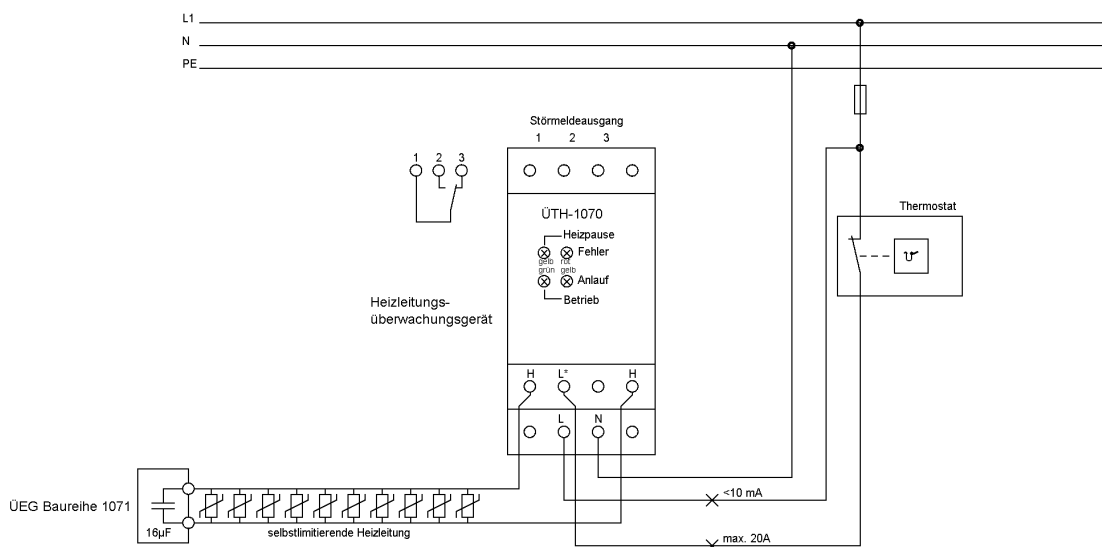 L1
N
PE
Störmeldeausgang
1 2 3
1 2 3
ÜTH-1070
Heizpause
Fehler
gelb rot
grün gelb
Anlauf
Betrieb
Thermostat
Heizleitungs-
überwachungsgerät
H L* H
L N
ÜEG Baureihe 1071
16µF
selbstlimitierende Heizleitung
<10 mA
max. 20A